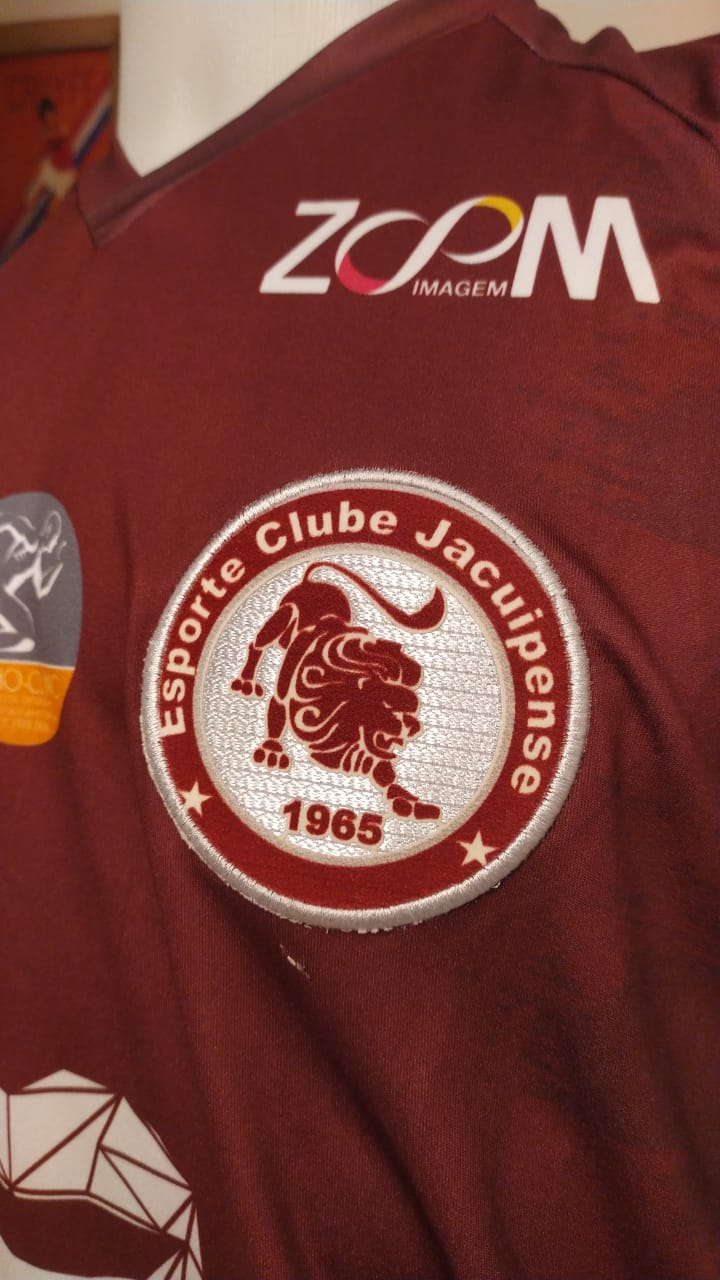 ZOOM
IMAGEM
Esporte Clube Jacuipense
1965